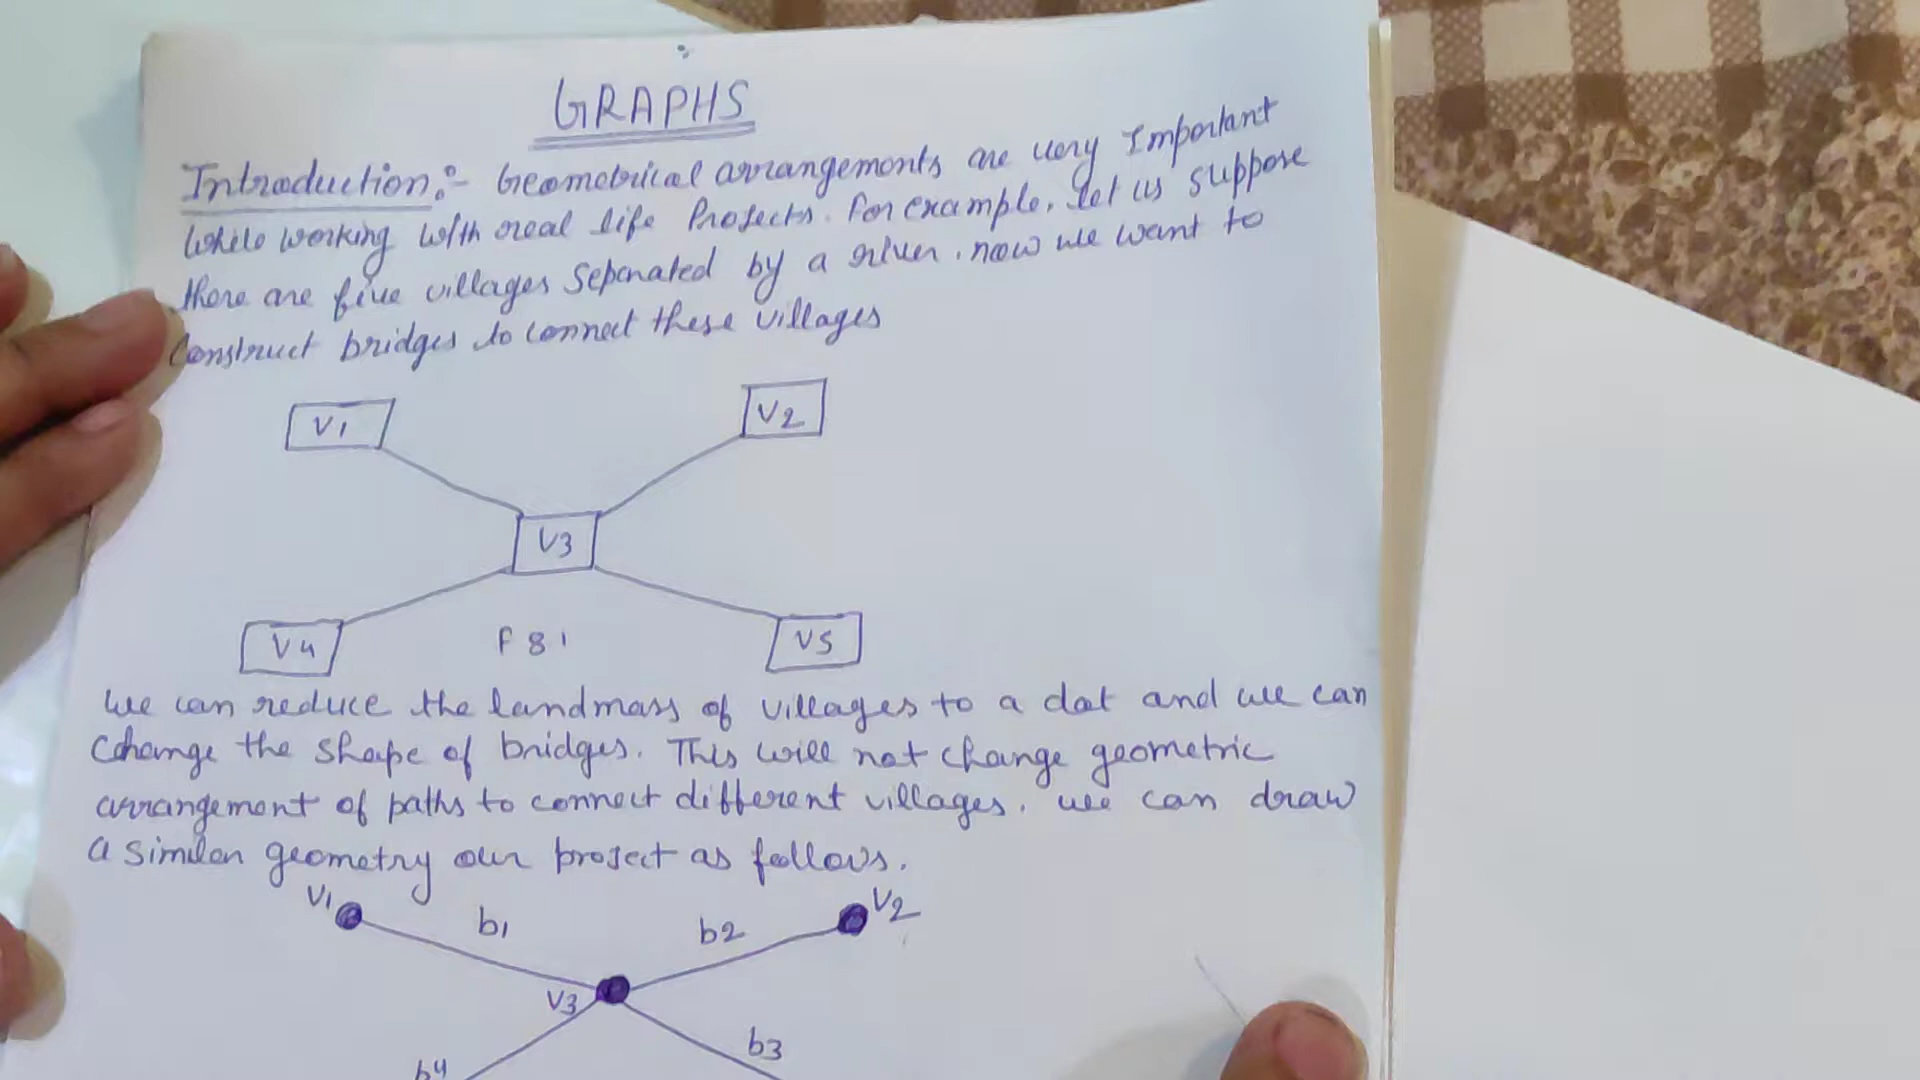 GRAPHS
Introduction:- Geometrical arrangements are very Important
While working with real life Projects. For example, let us suppose
there are five villages Seperated by a river. now we want to
Construct bridges to connect these villages
V1
V2
V3
V4
F g 1
V5
We can reduce the landmass of villages to a dot and we can
change the shape of bridges. This will not change geometric
arrangement of paths to connect different villages. we can draw
a similar geometry our project as follows.
V1
b1
b2
V2
V3
b3
b4